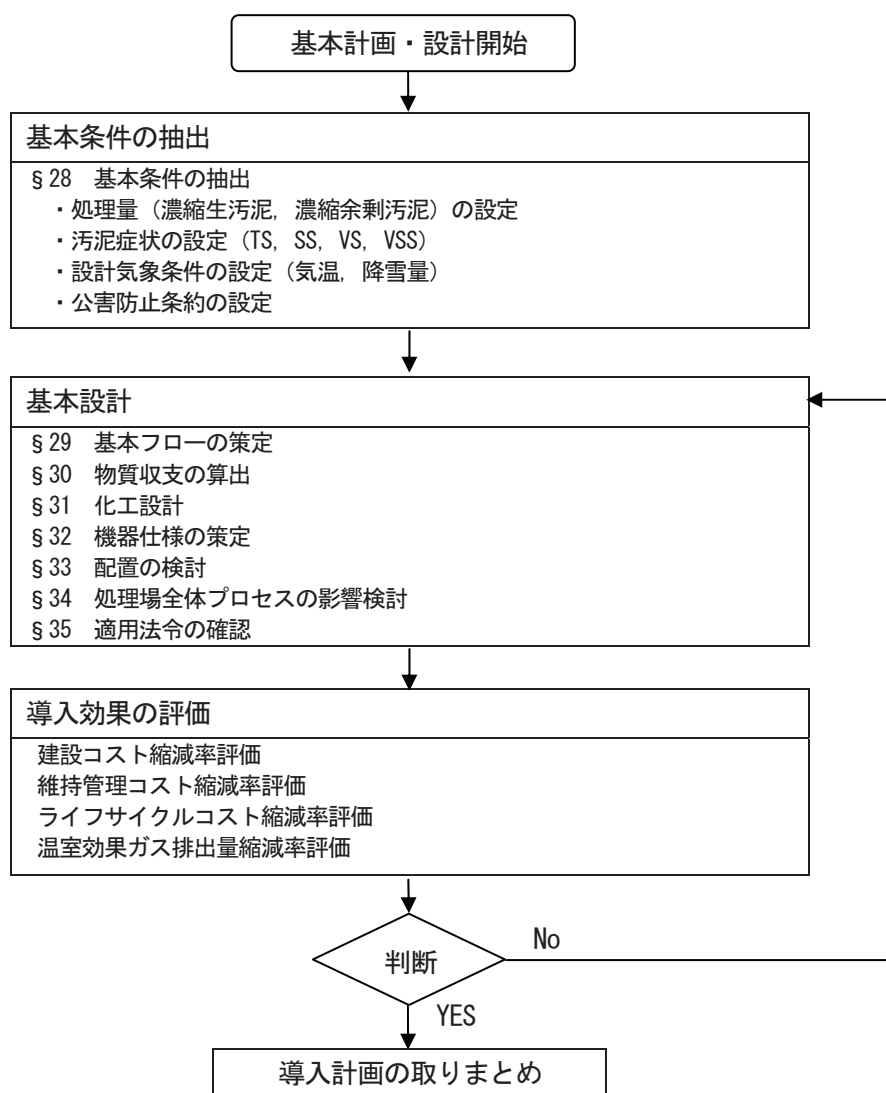 基本計画・設計開始
基本条件の抽出
§28 基本条件の抽出
・処理量（濃縮生汚泥，濃縮余剰汚泥）の設定
・汚泥症状の設定（TS，SS，VS，VSS）
・設計気象条件の設定（気温，降雪量）
・公害防止条約の設定
基本設計
§29 基本フローの策定
§30 物質収支の算出
§31 化工設計
§32 機器仕様の策定
§33 配置の検討
§34 処理場全体プロセスの影響検討
§35 適用法令の確認
導入効果の評価
建設コスト縮減率評価
維持管理コスト縮減率評価
ライフサイクルコスト縮減率評価
温室効果ガス排出量縮減率評価
判断
No
YES
導入計画の取りまとめ